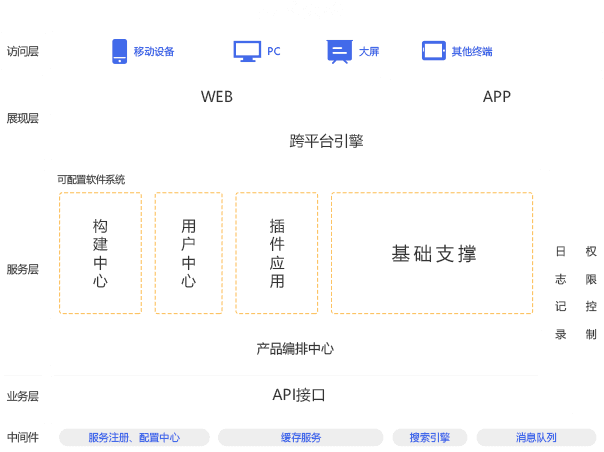 访问层 移动设备 PC 大屏 其他终端
WEB APP
展现层
跨平台引擎
可配置软件系统
构建中心 用户中心 插件应用 基础支撑
服务层
日志记录 权限控制
产品编排中心
业务层 API接口
中间件 服务注册、配置中心 缓存服务 搜索引擎 消息队列